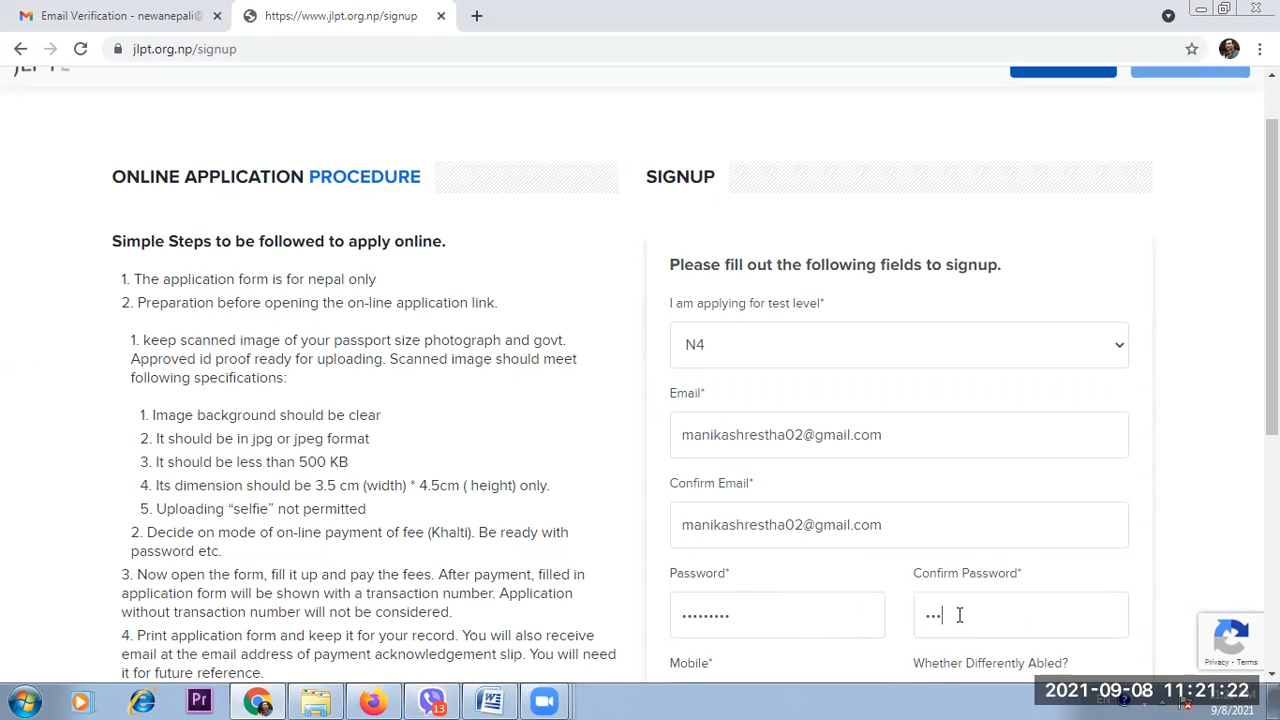 Email Verification - newanepali@
https://www.jlpt.org.np/signup
jlpt.org.np/signup
ONLINE APPLICATION PROCEDURE
Simple Steps to be followed to apply online.
1. The application form is for nepal only
2. Preparation before opening the on-line application link.
1. keep scanned image of your passport size photograph and govt.
Approved id proof ready for uploading. Scanned image should meet
following specifications:
1. Image background should be clear
2. It should be in jpg or jpeg format
3. It should be less than 500 KB
4. Its dimension should be 3.5 cm (width) * 4.5cm ( height) only.
5. Uploading “selfie” not permitted
2. Decide on mode of on-line payment of fee (Khalti). Be ready with
password etc.
3. Now open the form, fill it up and pay the fees. After payment, filled in
application form will be shown with a transaction number. Application
without transaction number will not be considered.
4. Print application form and keep it for your record. You will also receive
email at the email address of payment acknowledgement slip. You will need
it for future reference.
SIGNUP
Please fill out the following fields to signup.
I am applying for test level*
N4
Email*
manikashrestha02@gmail.com
Confirm Email*
manikashrestha02@gmail.com
Password* Confirm Password*
••••••••• •••
Mobile* Whether Differently Abled?
Privacy - Terms
Pr
13
2021-09-08 11:21:22
EN
9/8/2021